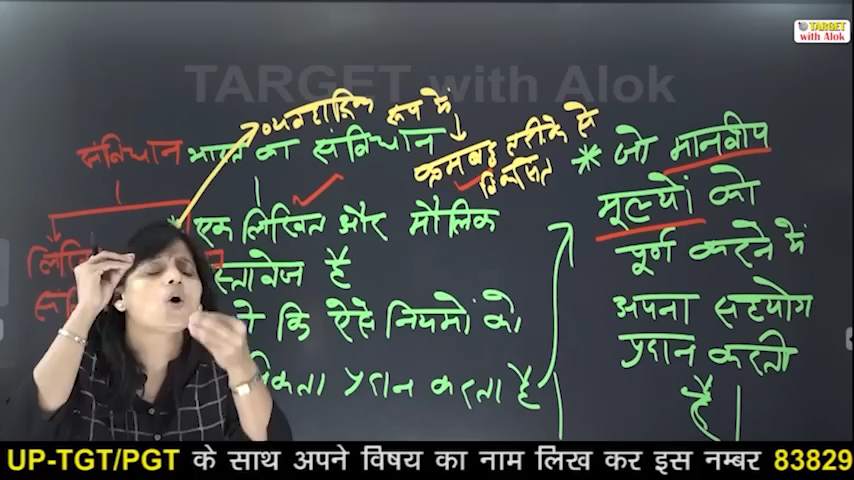 TARGET
with Alok
TARGET with Alok
व्यवहारिक रूप में
संविधान
भारत का संविधान
क्रमबद्ध तरीके से
विकसित
* एक लिखित और मौलिक
है
कि ऐसे नियमों को
प्रदान करता है
* जो मानवीय
मूल्यों को
पूर्ण करने में
अपना सहयोग
प्रदान करती
है
UP-TGT/PGT के साथ अपने विषय का नाम लिख कर इस नम्बर 83829